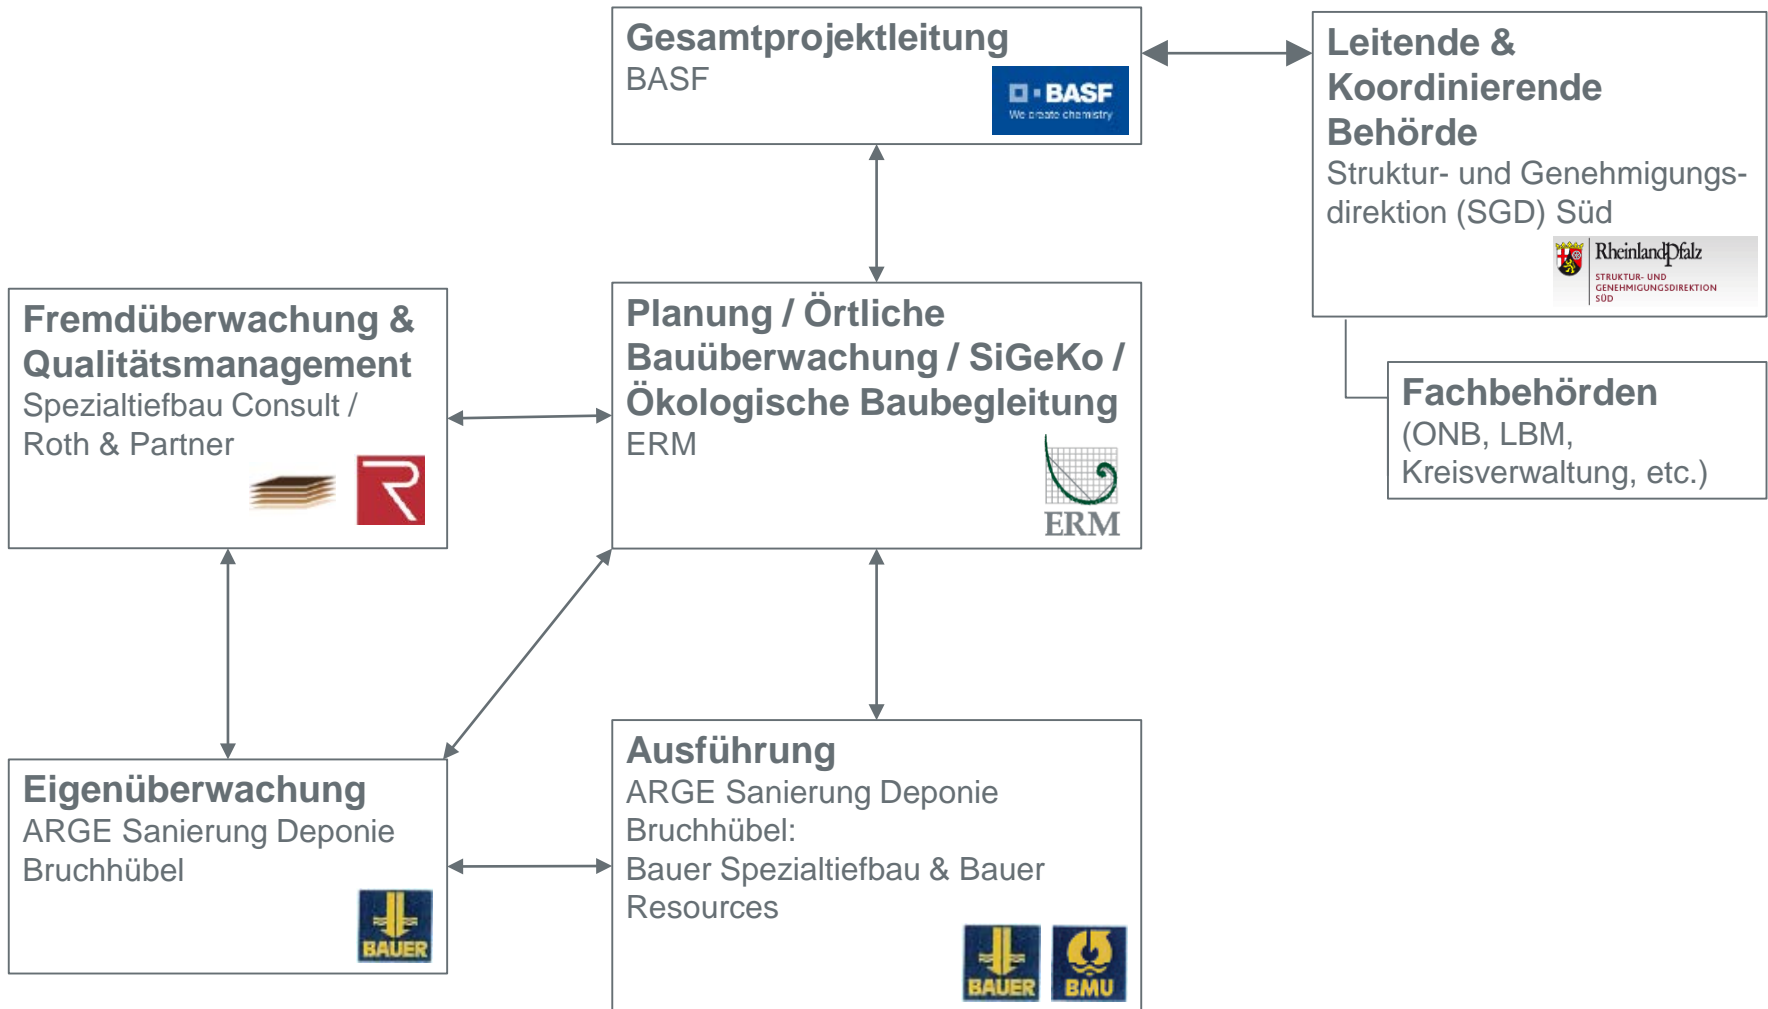 Gesamtprojektleitung
BASF
BASF
We create chemistry
Leitende &
Koordinierende
Behörde
Struktur- und Genehmigungs-
direktion (SGD) Süd
RheinlandPfalz
STRUKTUR- UND
GENEHMIGUNGSDIREKTION
SÜD
Fachbehörden
(ONB, LBM,
Kreisverwaltung, etc.)
Fremdüberwachung &
Qualitätsmanagement
Spezialtiefbau Consult /
Roth & Partner
R
Planung / Örtliche
Bauüberwachung / SiGeKo /
Ökologische Baubegleitung
ERM
ERM
Eigenüberwachung
ARGE Sanierung Deponie
Bruchhübel
BAUER
Ausführung
ARGE Sanierung Deponie
Bruchhübel:
Bauer Spezialtiefbau & Bauer
Resources
BAUER
BMU